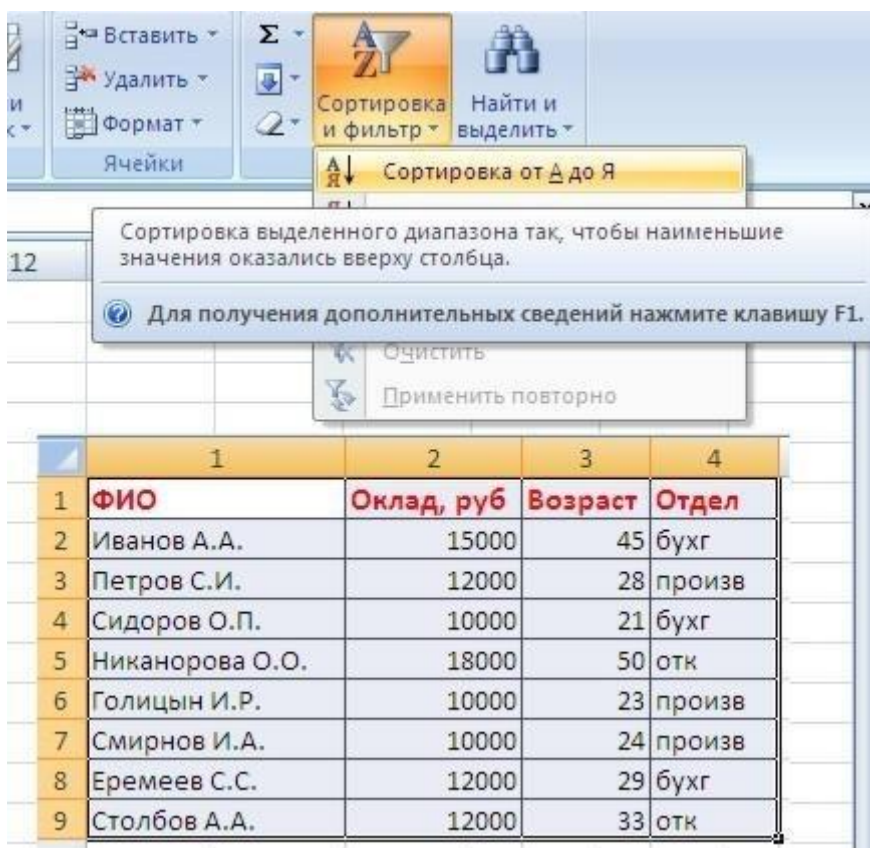 Вставить
Удалить
Формат
Ячейки
Σ
Сортировка
и фильтр
Найти и
выделить
Сортировка от А до Я
Сортировка выделенного диапазона так, чтобы наименьшие
значения оказались вверху столбца.
Для получения дополнительных сведений нажмите клавишу F1.
12
Очистить
Применить повторно
1 2 3 4
1 ФИО Оклад, руб Возраст Отдел
2 Иванов А.А. 15000 45 бухг
3 Петров С.И. 12000 28 произв
4 Сидоров О.П. 10000 21 бухг
5 Никанорова О.О. 18000 50 отк
6 Голицын И.Р. 10000 23 произв
7 Смирнов И.А. 10000 24 произв
8 Еремеев С.С. 12000 29 бухг
9 Столбов А.А. 12000 33 отк